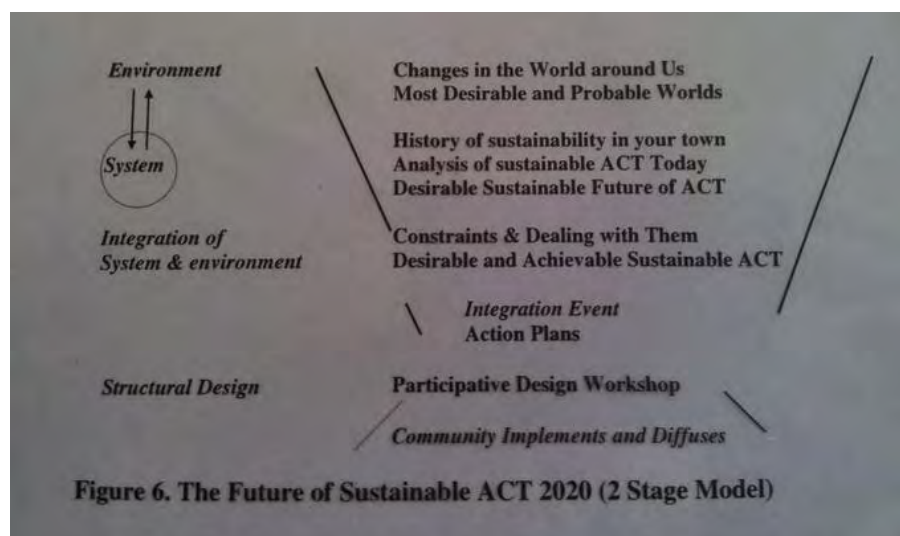 Environment
Changes in the World around Us
Most Desirable and Probable Worlds
System
History of sustainability in your town
Analysis of sustainable ACT Today
Desirable Sustainable Future of ACT
Integration of
System & environment
Constraints & Dealing with Them
Desirable and Achievable Sustainable ACT
Integration Event
Action Plans
Structural Design
Participative Design Workshop
Community Implements and Diffuses
Figure 6. The Future of Sustainable ACT 2020 (2 Stage Model)